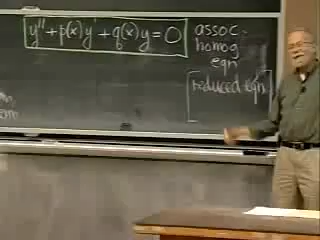 y'' + p(x)y' + q(x)y = 0
assoc.
homog
eqn
[reduced eqn]